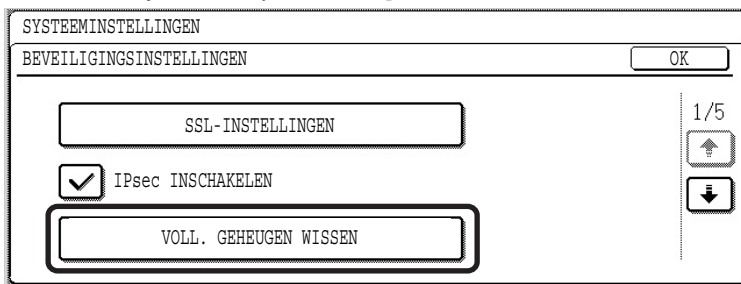 SYSTEEMINSTELLINGEN
BEVEILIGINGSINSTELLINGEN
OK
SSL-INSTELLINGEN
1/5
IPsec INSCHAKELEN
VOLL. GEHEUGEN WISSEN